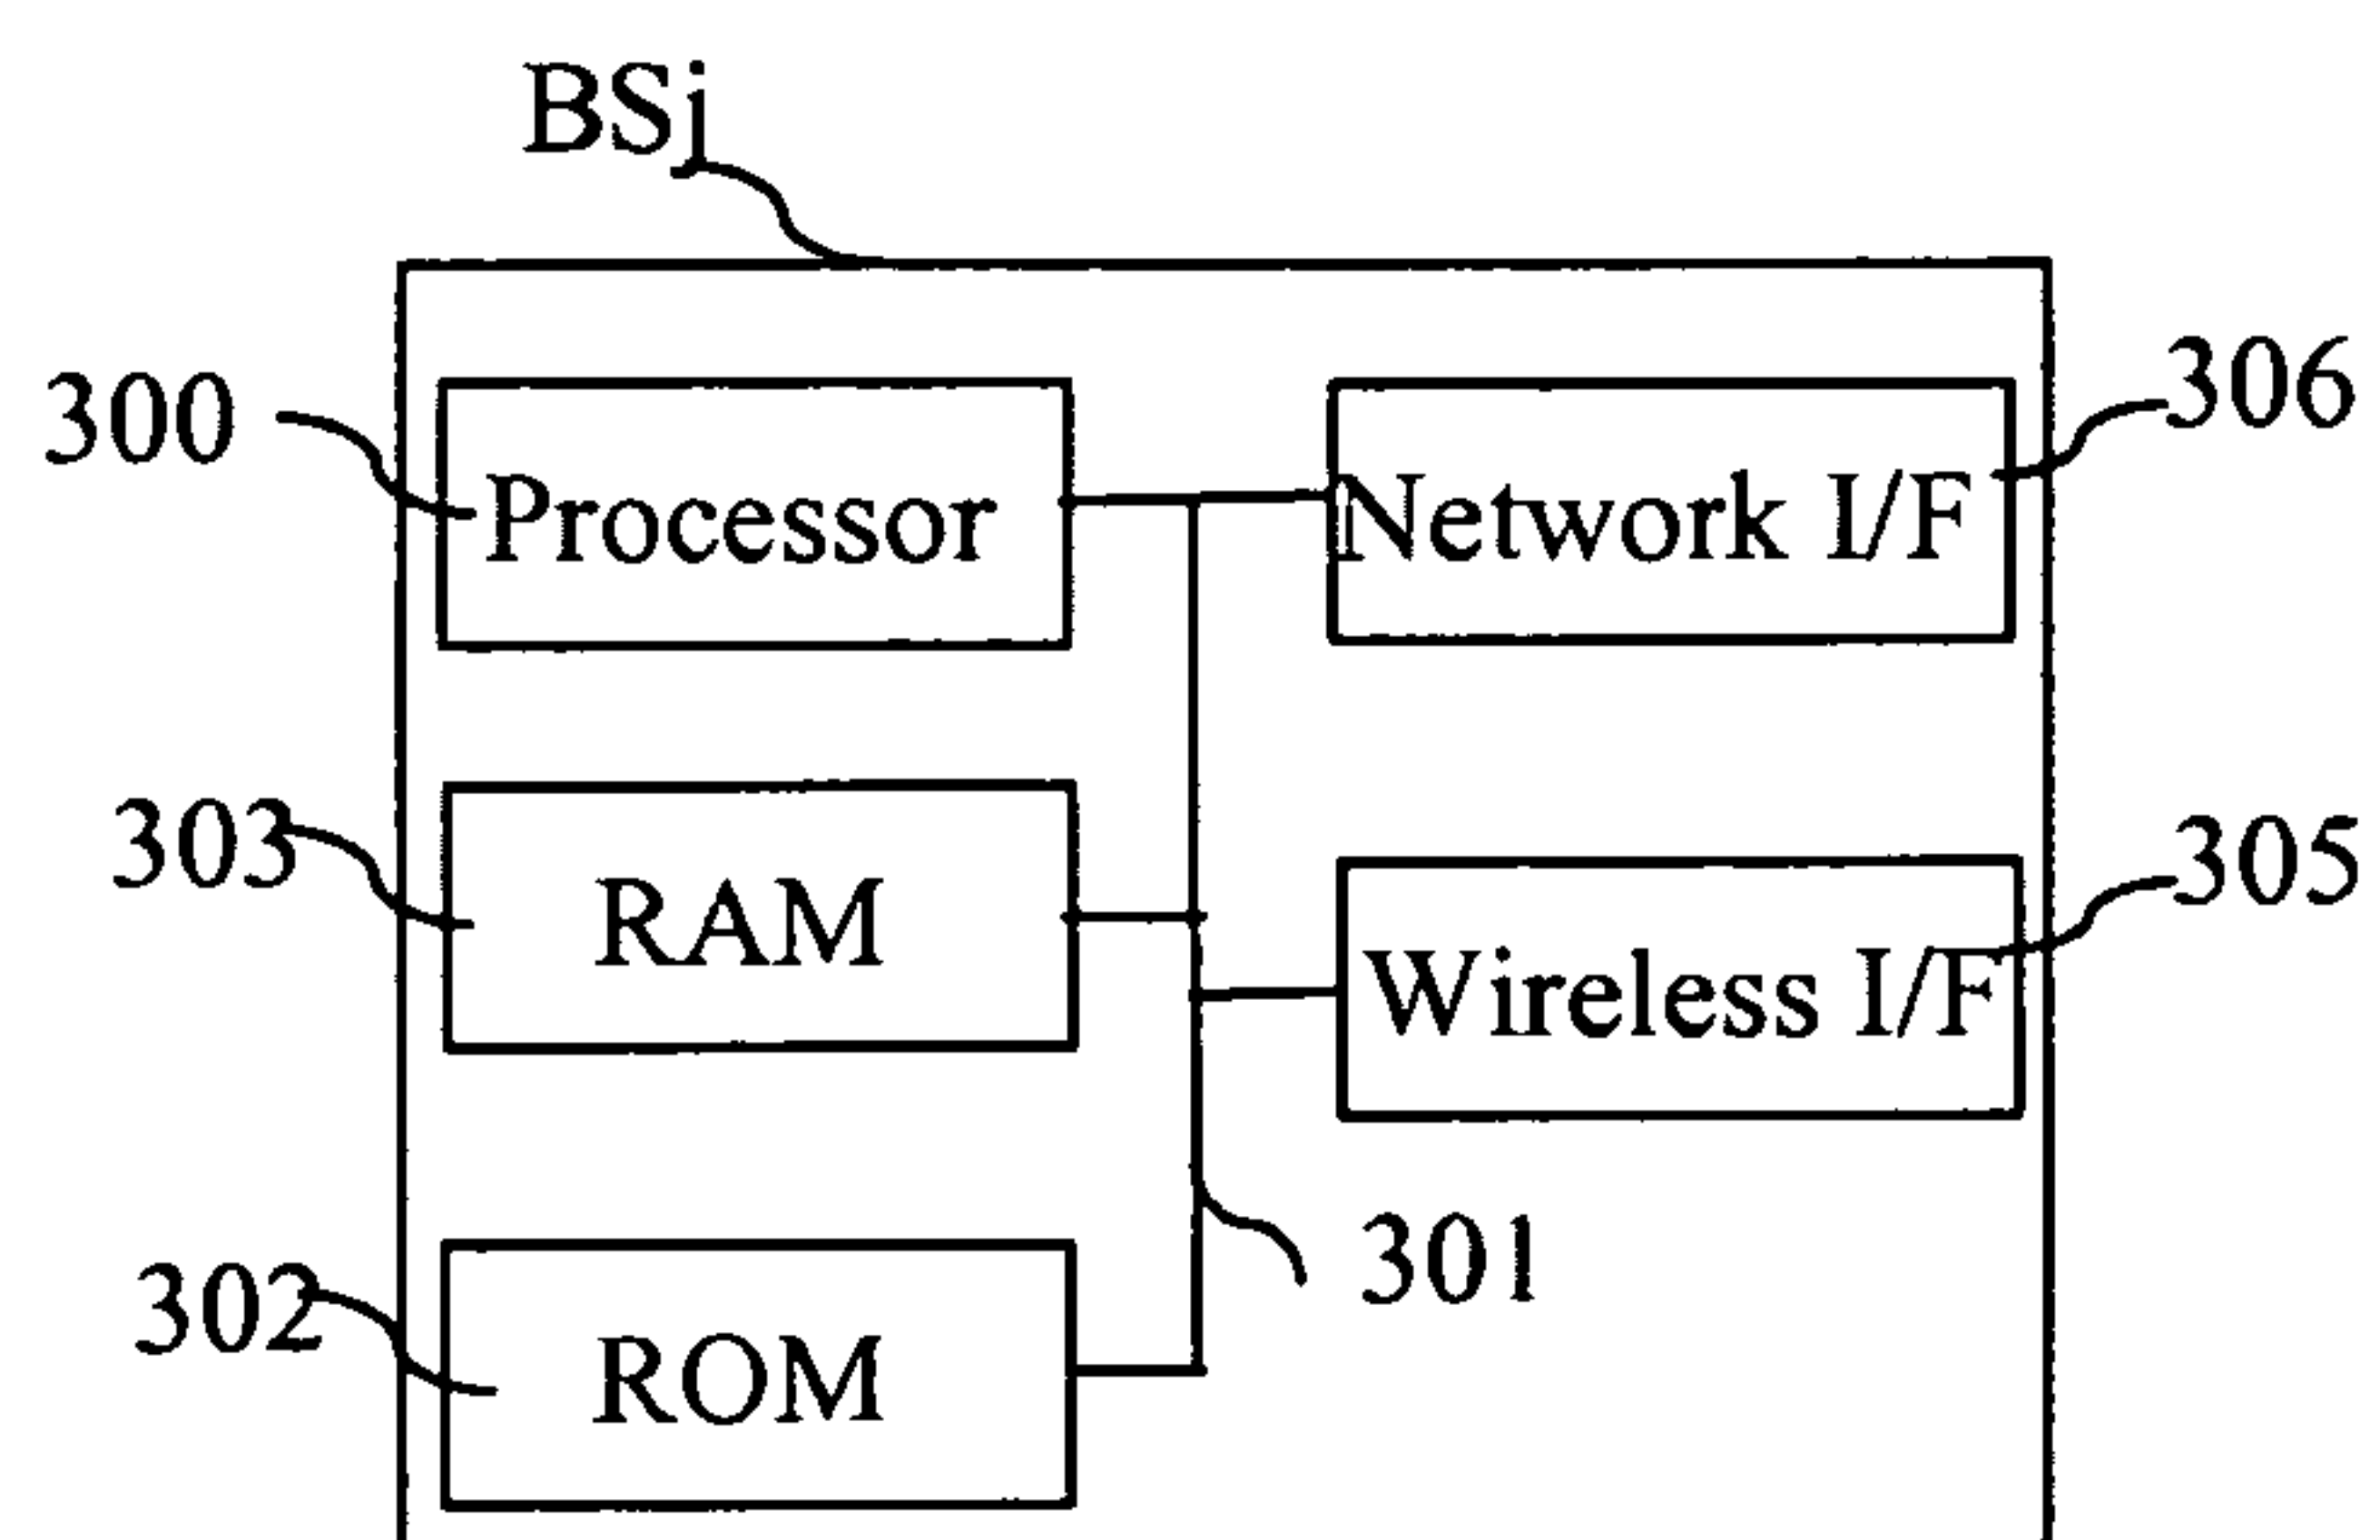 BSj
300
Processor
Network I/F
306
303
RAM
Wireless I/F
305
302
ROM
301